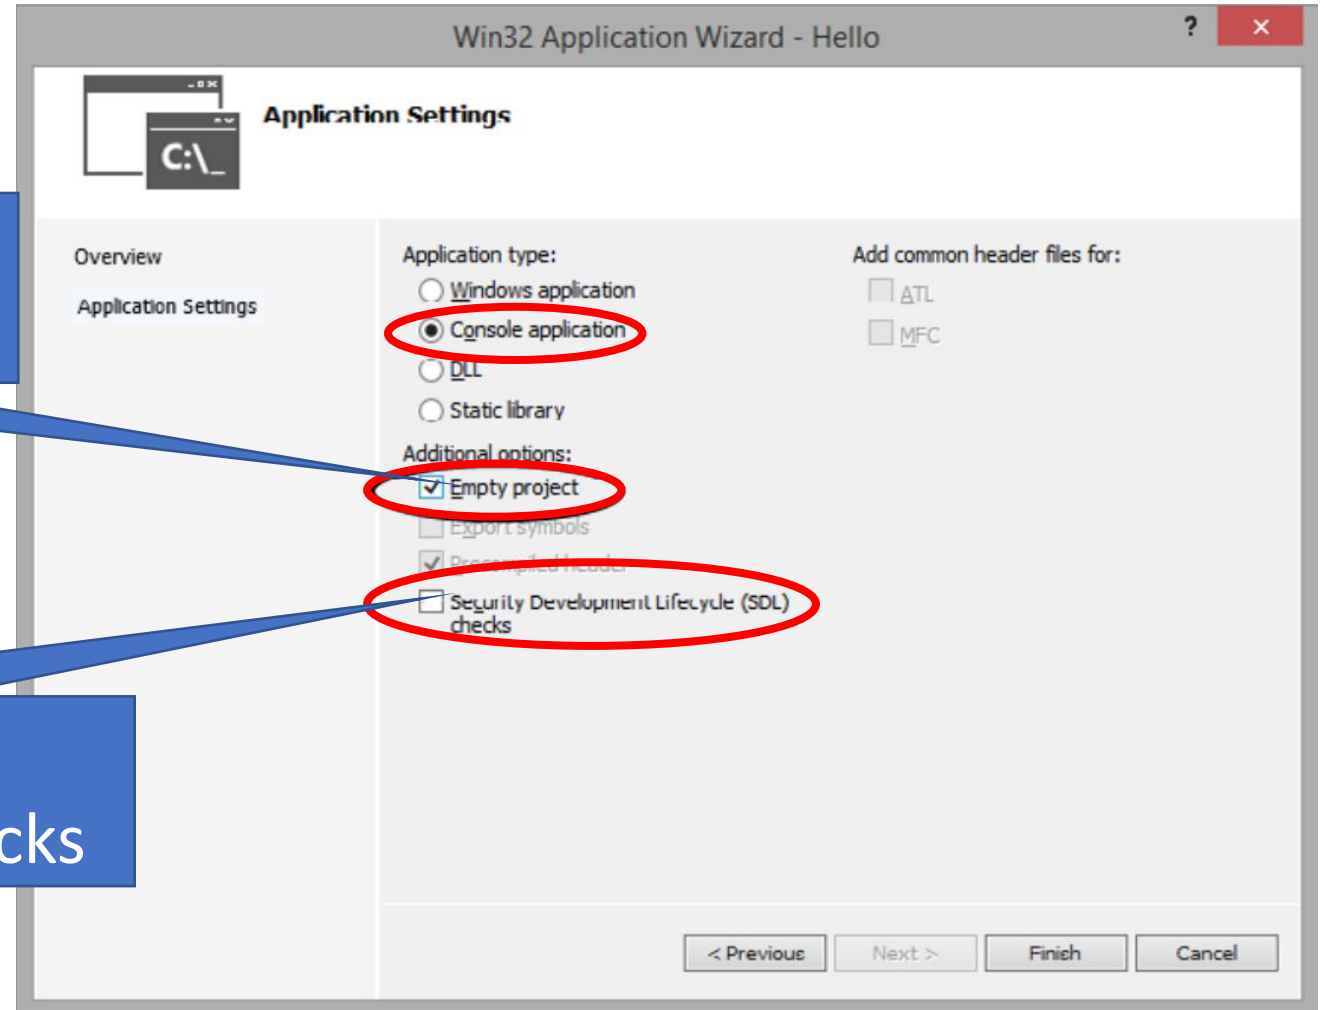 Win32 Application Wizard - Hello
?
Application Settings
C:\_
Overview
Application Settings
Application type:
Windows application
Console application
DLL
Static library
Additional options:
Empty project
Export symbols
Precompiled header
Security Development Lifecycle (SDL)
checks
Add common header files for:
ATL
MFC
cks
< Previous
Next >
Finish
Cancel